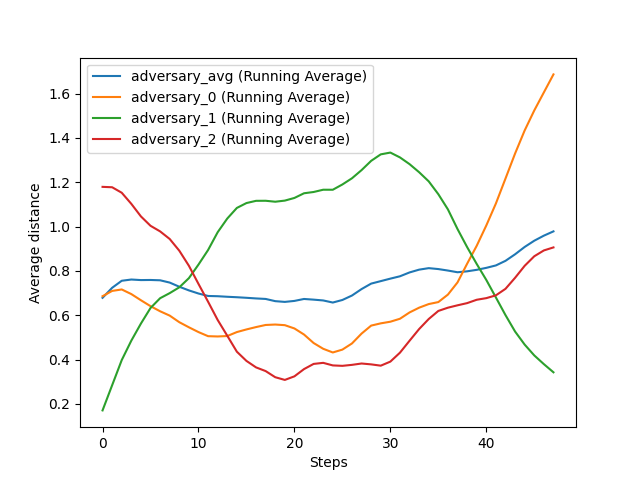 adversary_avg (Running Average)
adversary_0 (Running Average)
adversary_1 (Running Average)
adversary_2 (Running Average)
1.6
1.4
1.2
1.0
0.8
0.6
0.4
0.2
Average distance
0 10 20 30 40
Steps